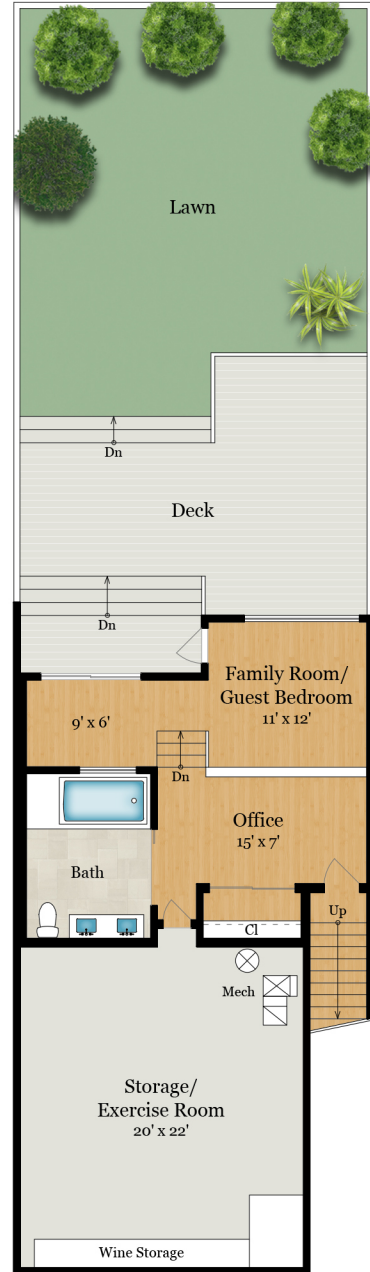 Lawn
Dn
Deck
Dn
Family Room/
Guest Bedroom
11' x 12'
9' x 6'
Dn
Office
15' x 7'
Bath
Up
Cl
Mech
Storage/
Exercise Room
20' x 22'
Wine Storage